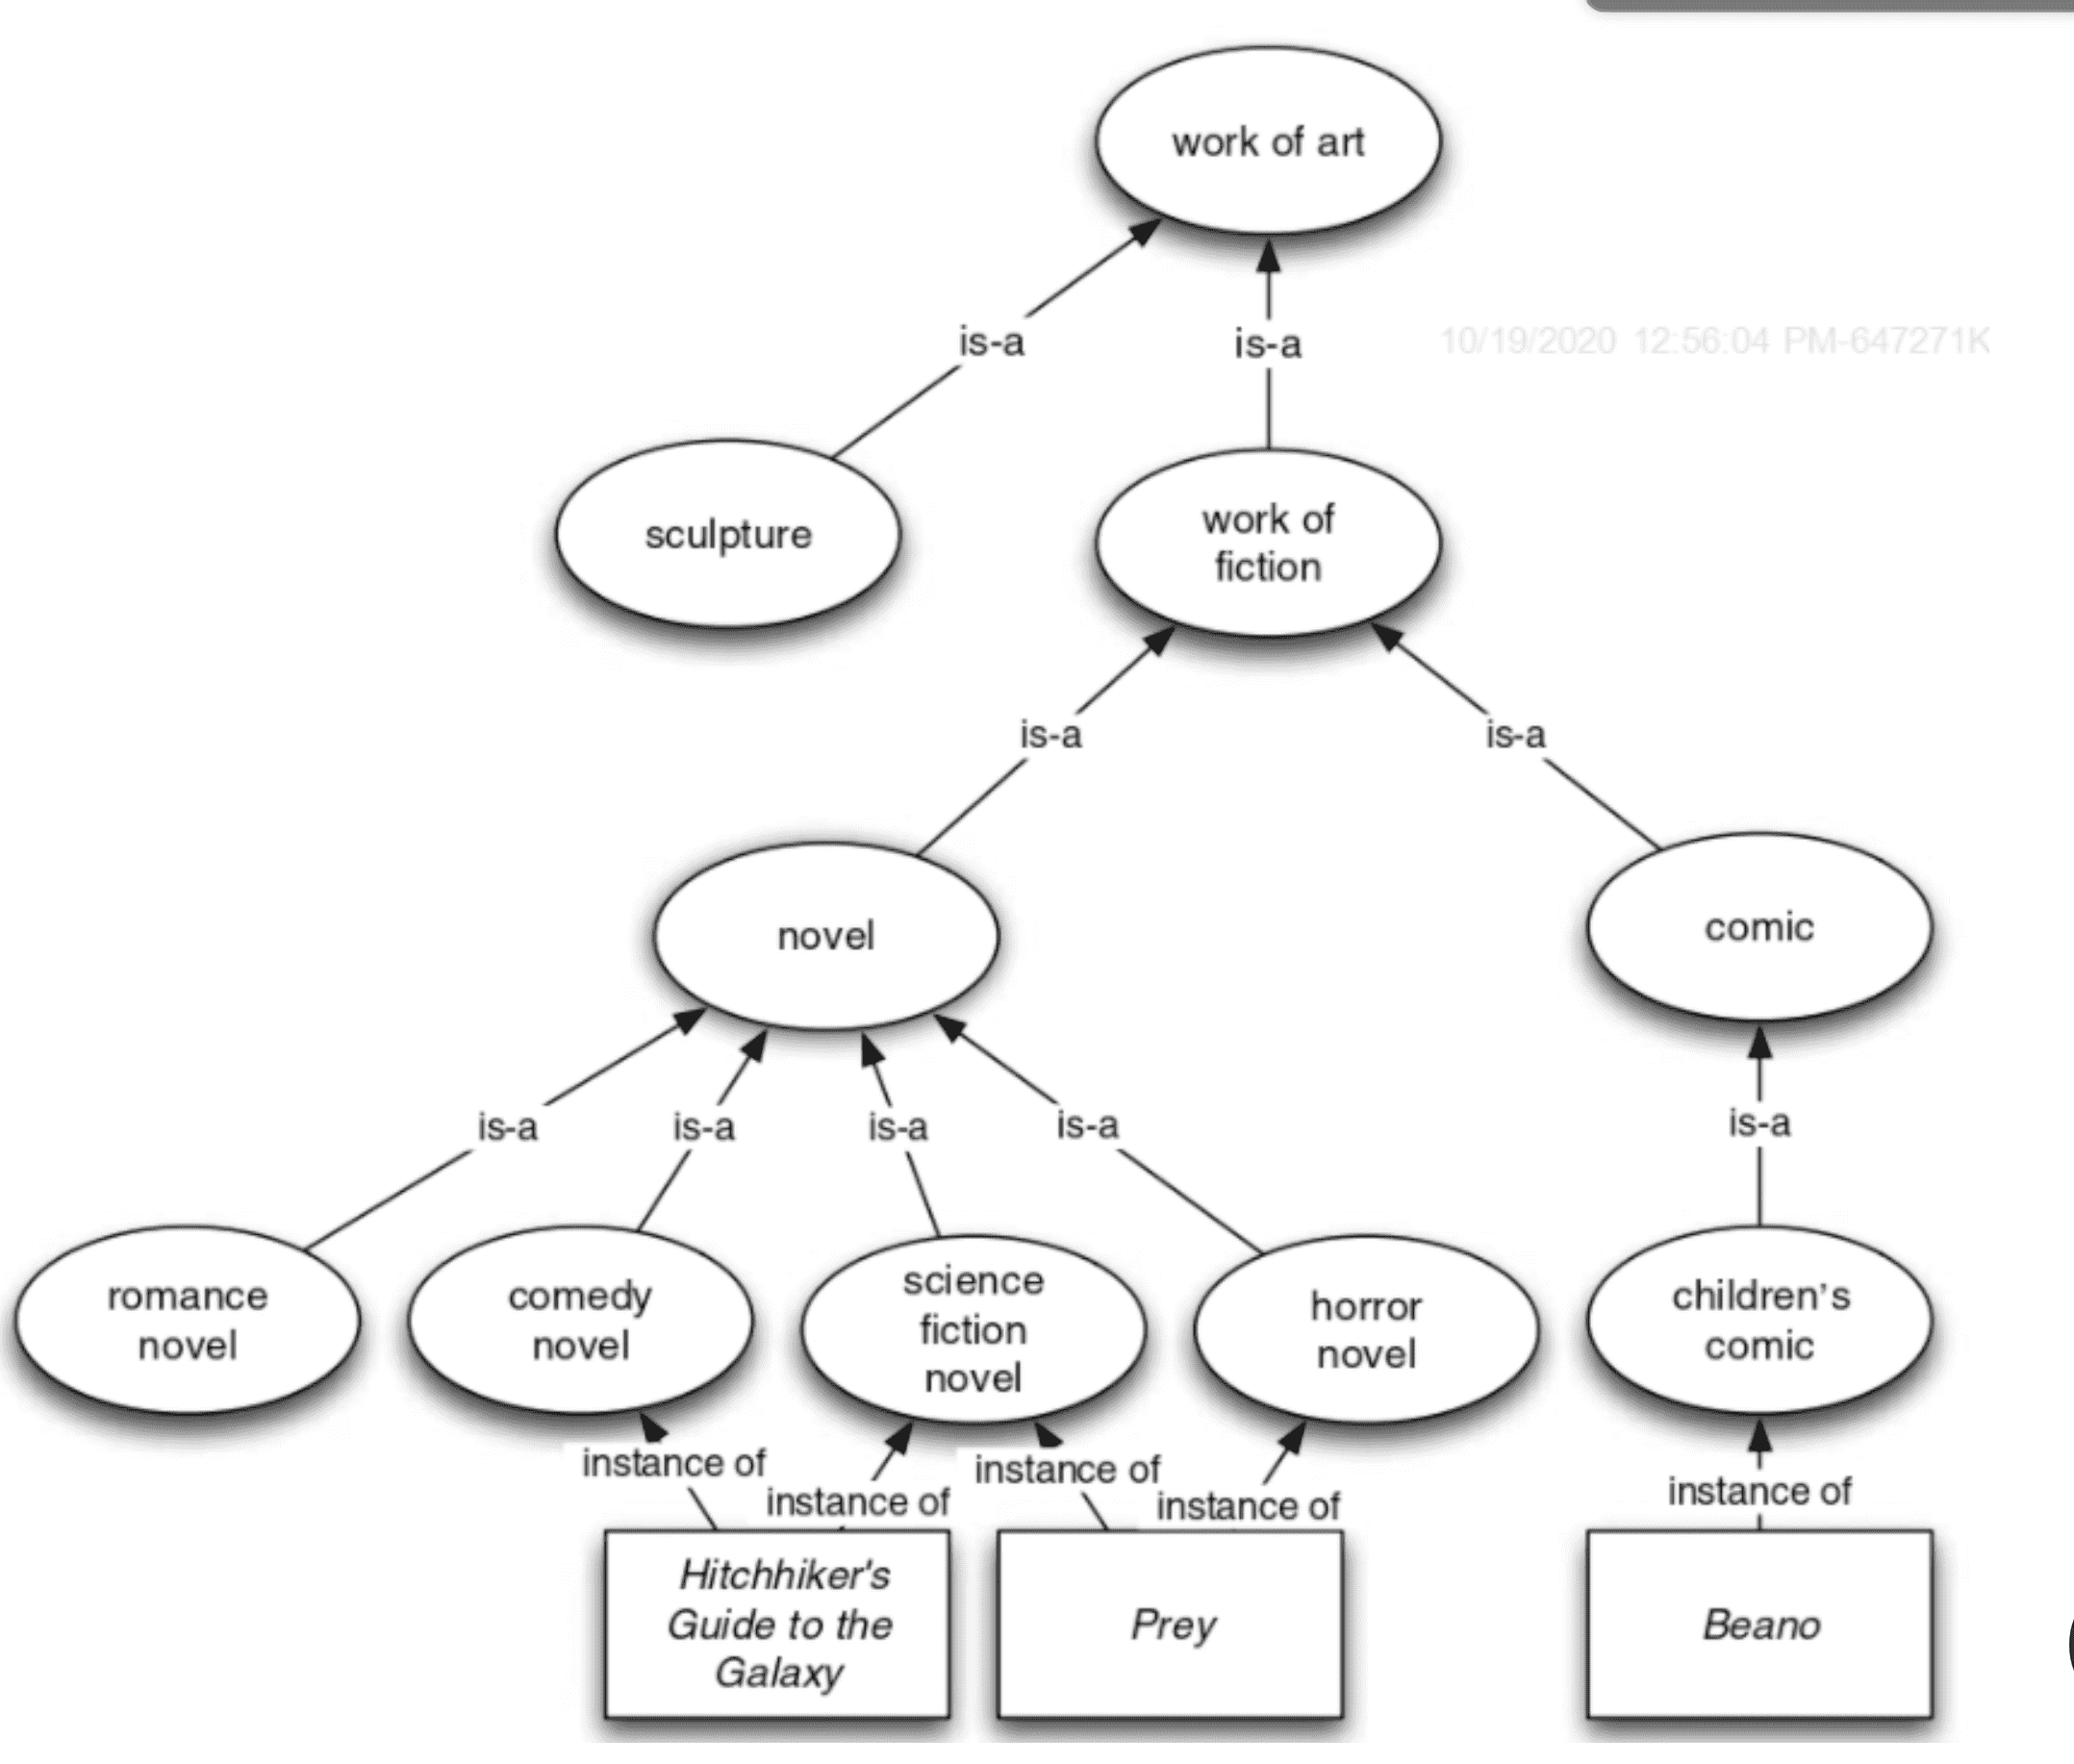 work of art
is-a
is-a
10/19/2020 12:56:04 PM-647271K
sculpture
work of
fiction
is-a
is-a
novel
comic
is-a
is-a
is-a
is-a
is-a
romance
novel
comedy
novel
science
fiction
novel
horror
novel
children's
comic
instance of
instance of
instance of
instance of
instance of
Hitchhiker's
Guide to the
Galaxy
Prey
Beano